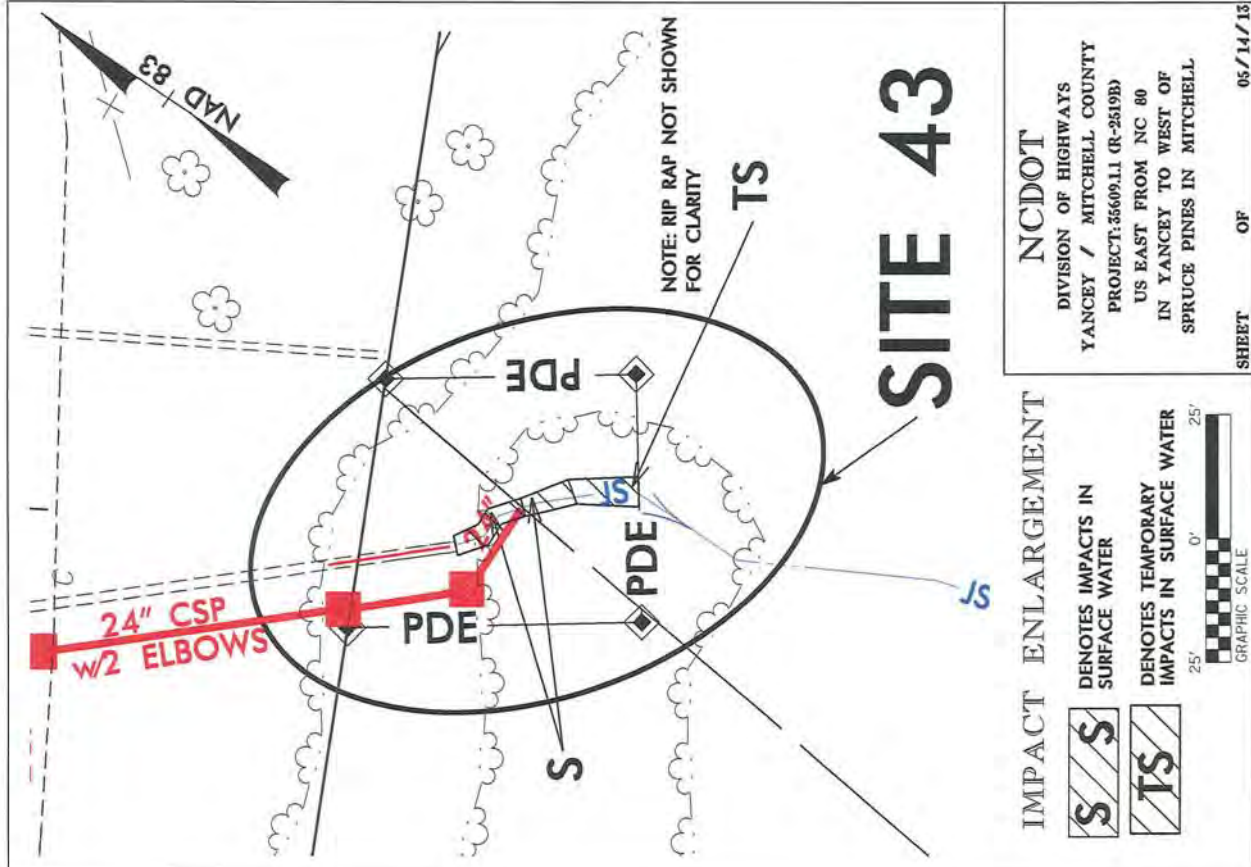 NAD 83
24" CSP
w/2 ELBOWS
24"
PDE
PDE
PDE
S
TS
JS
JS
NOTE: RIP RAP NOT SHOWN
FOR CLARITY
SITE 43
IMPACT ENLARGEMENT
S S
DENOTES IMPACTS IN
SURFACE WATER
TS
DENOTES TEMPORARY
IMPACTS IN SURFACE WATER
25' 0' 25'
GRAPHIC SCALE
NCDOT
DIVISION OF HIGHWAYS
YANCEY / MITCHELL COUNTY
PROJECT:35609.1.1 (R-2519B)
US EAST FROM NC 80
IN YANCEY TO WEST OF
SPRUCE PINES IN MITCHELL
SHEET OF 05/14/13